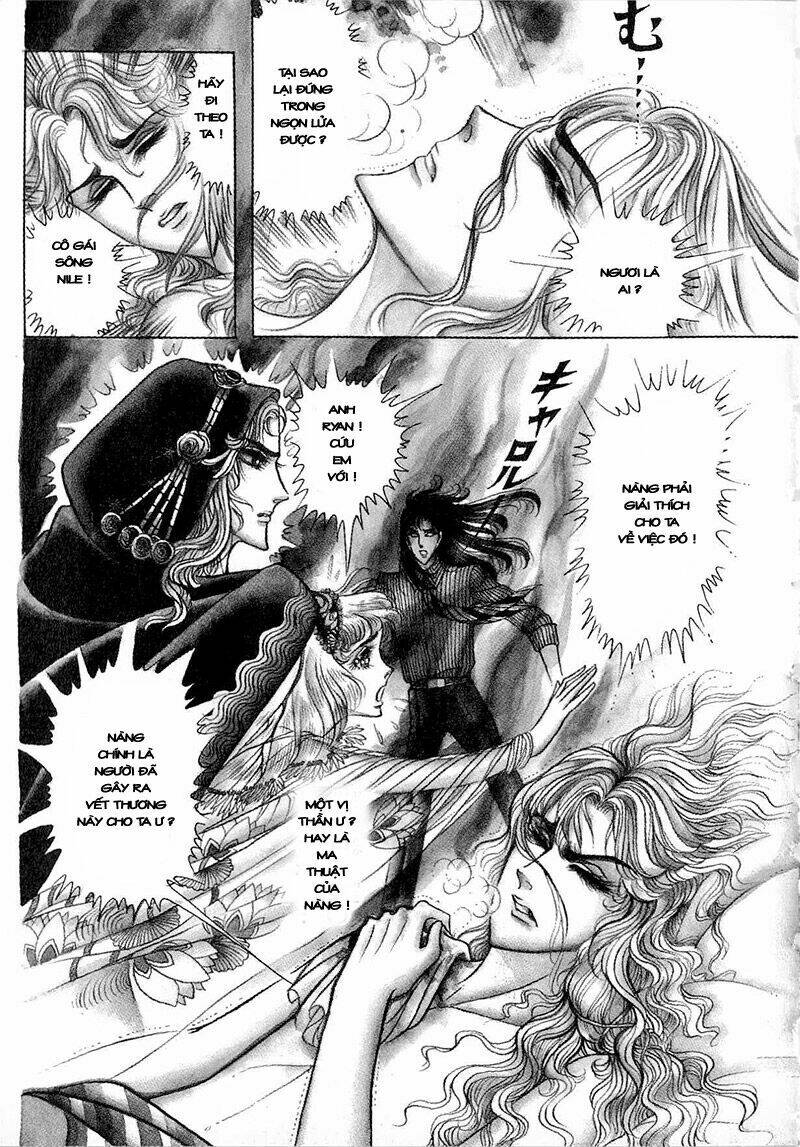 む・・・
TẠI SAO
LẠI ĐỨNG
TRONG
NGỌN LỬA
ĐƯỢC ?
NGƯƠI LÀ
AI ?
HÃY
ĐI
THEO
TA !
CÔ GÁI
SÔNG
NILE !
キャロル
NÀNG PHẢI
GIẢI THÍCH
CHO TA
VỀ VIỆC ĐÓ !
ANH
RYAN !
CỨU
EM
VỚI !
NÀNG
CHÍNH LÀ
NGƯỜI ĐÃ
GÂY RA
VẾT THƯƠNG
NÀY CHO TA Ư ?
MỘT VỊ
THẦN Ư ?
HAY LÀ
MA
THUẬT
CỦA
NÀNG !